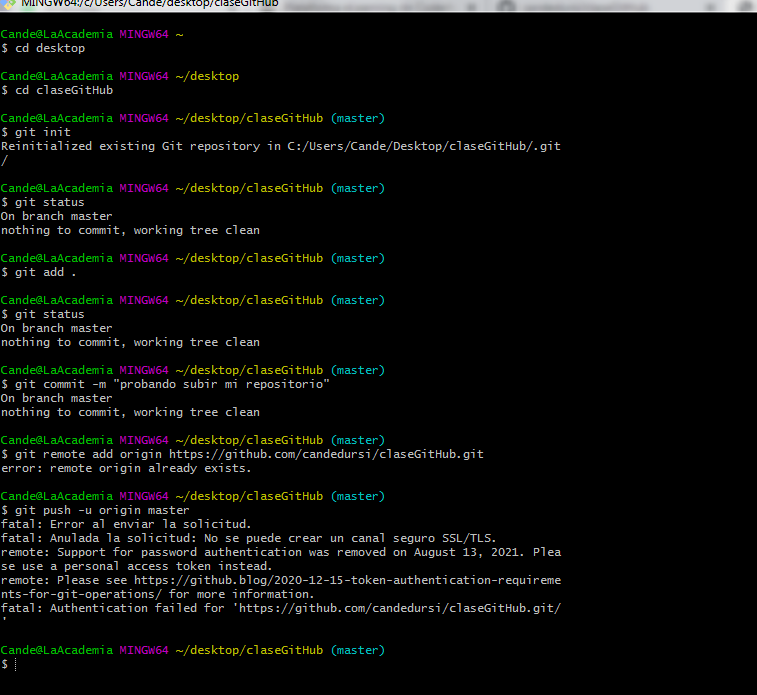 MINGW64:/c/Users/Cande/desktop/claseGitHub
Cande@LaAcademia MINGW64 ~
$ cd desktop
Cande@LaAcademia MINGW64 ~/desktop
$ cd claseGitHub
Cande@LaAcademia MINGW64 ~/desktop/claseGitHub (master)
$ git init
Reinitialized existing Git repository in C:/Users/Cande/Desktop/claseGitHub/.git
/
Cande@LaAcademia MINGW64 ~/desktop/claseGitHub (master)
$ git status
On branch master
nothing to commit, working tree clean
Cande@LaAcademia MINGW64 ~/desktop/claseGitHub (master)
$ git add .
Cande@LaAcademia MINGW64 ~/desktop/claseGitHub (master)
$ git status
On branch master
nothing to commit, working tree clean
Cande@LaAcademia MINGW64 ~/desktop/claseGitHub (master)
$ git commit -m "probando subir mi repositorio"
On branch master
nothing to commit, working tree clean
Cande@LaAcademia MINGW64 ~/desktop/claseGitHub (master)
$ git remote add origin https://github.com/candedursi/claseGitHub.git
error: remote origin already exists.
Cande@LaAcademia MINGW64 ~/desktop/claseGitHub (master)
$ git push -u origin master
fatal: Error al enviar la solicitud.
fatal: Anulada la solicitud: No se puede crear un canal seguro SSL/TLS.
remote: Support for password authentication was removed on August 13, 2021. Plea
se use a personal access token instead.
remote: Please see https://github.blog/2020-12-15-token-authentication-requireme
nts-for-git-operations/ for more information.
fatal: Authentication failed for 'https://github.com/candedursi/claseGitHub.git/
'
Cande@LaAcademia MINGW64 ~/desktop/claseGitHub (master)
$